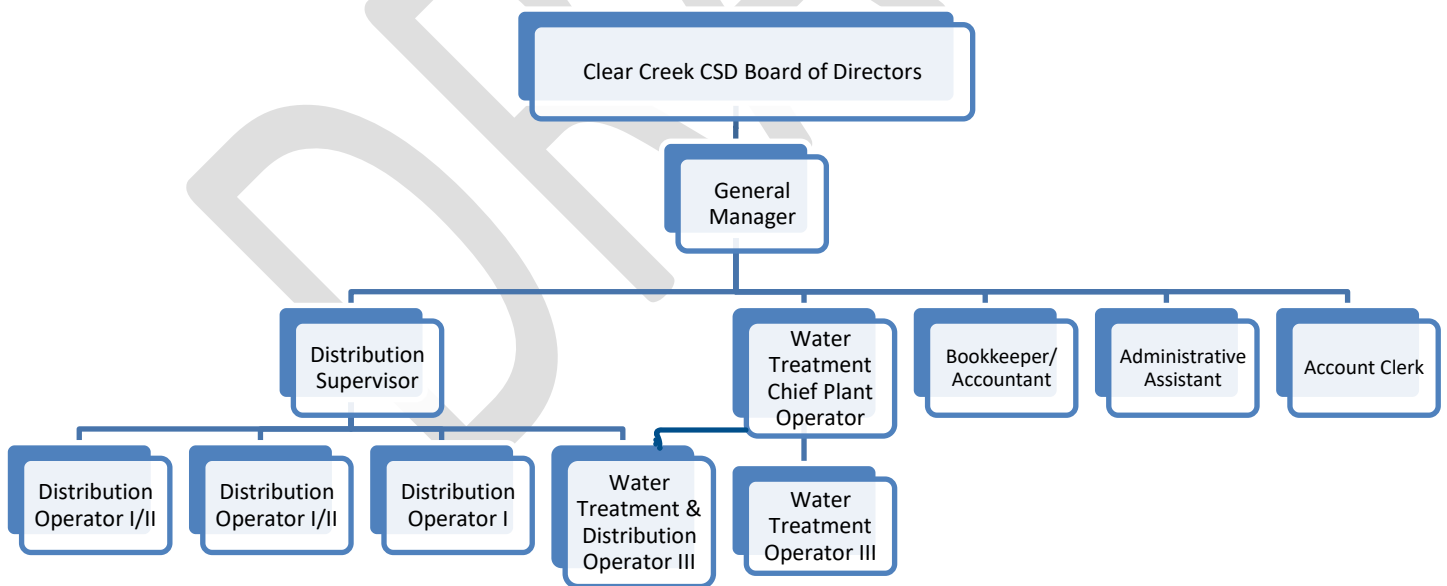 Clear Creek CSD Board of Directors
General
Manager
Distribution
Supervisor
Water
Treatment
Chief Plant
Operator
Bookkeeper/
Accountant
Administrative
Assistant
Account Clerk
Distribution
Operator I/II
Distribution
Operator I/II
Distribution
Operator I
Water
Treatment &
Distribution
Operator III
Water
Treatment
Operator III